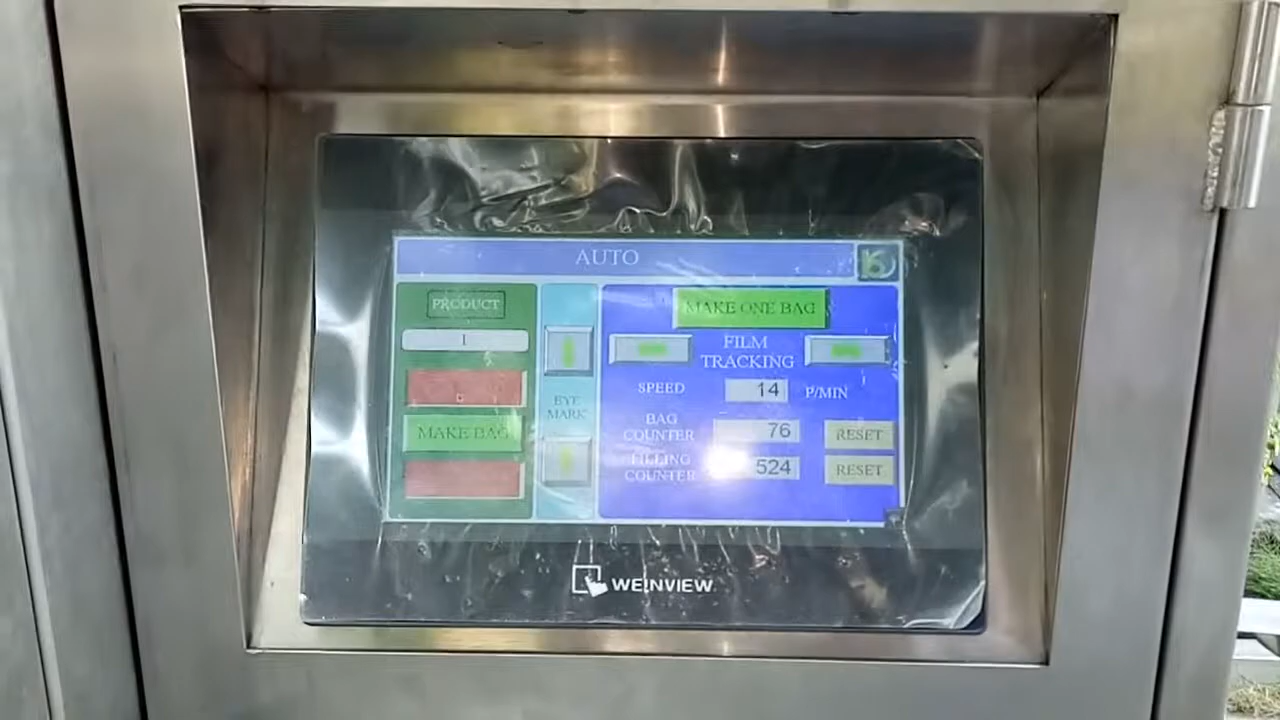 AUTO
PRODUCT
1
MAKE BAG
EYE
MARK
MAKE ONE BAG
FILM
TRACKING
SPEED 14 P/MIN
BAG
COUNTER 76 RESET
FILLING
COUNTER 524 RESET
WEINVIEW